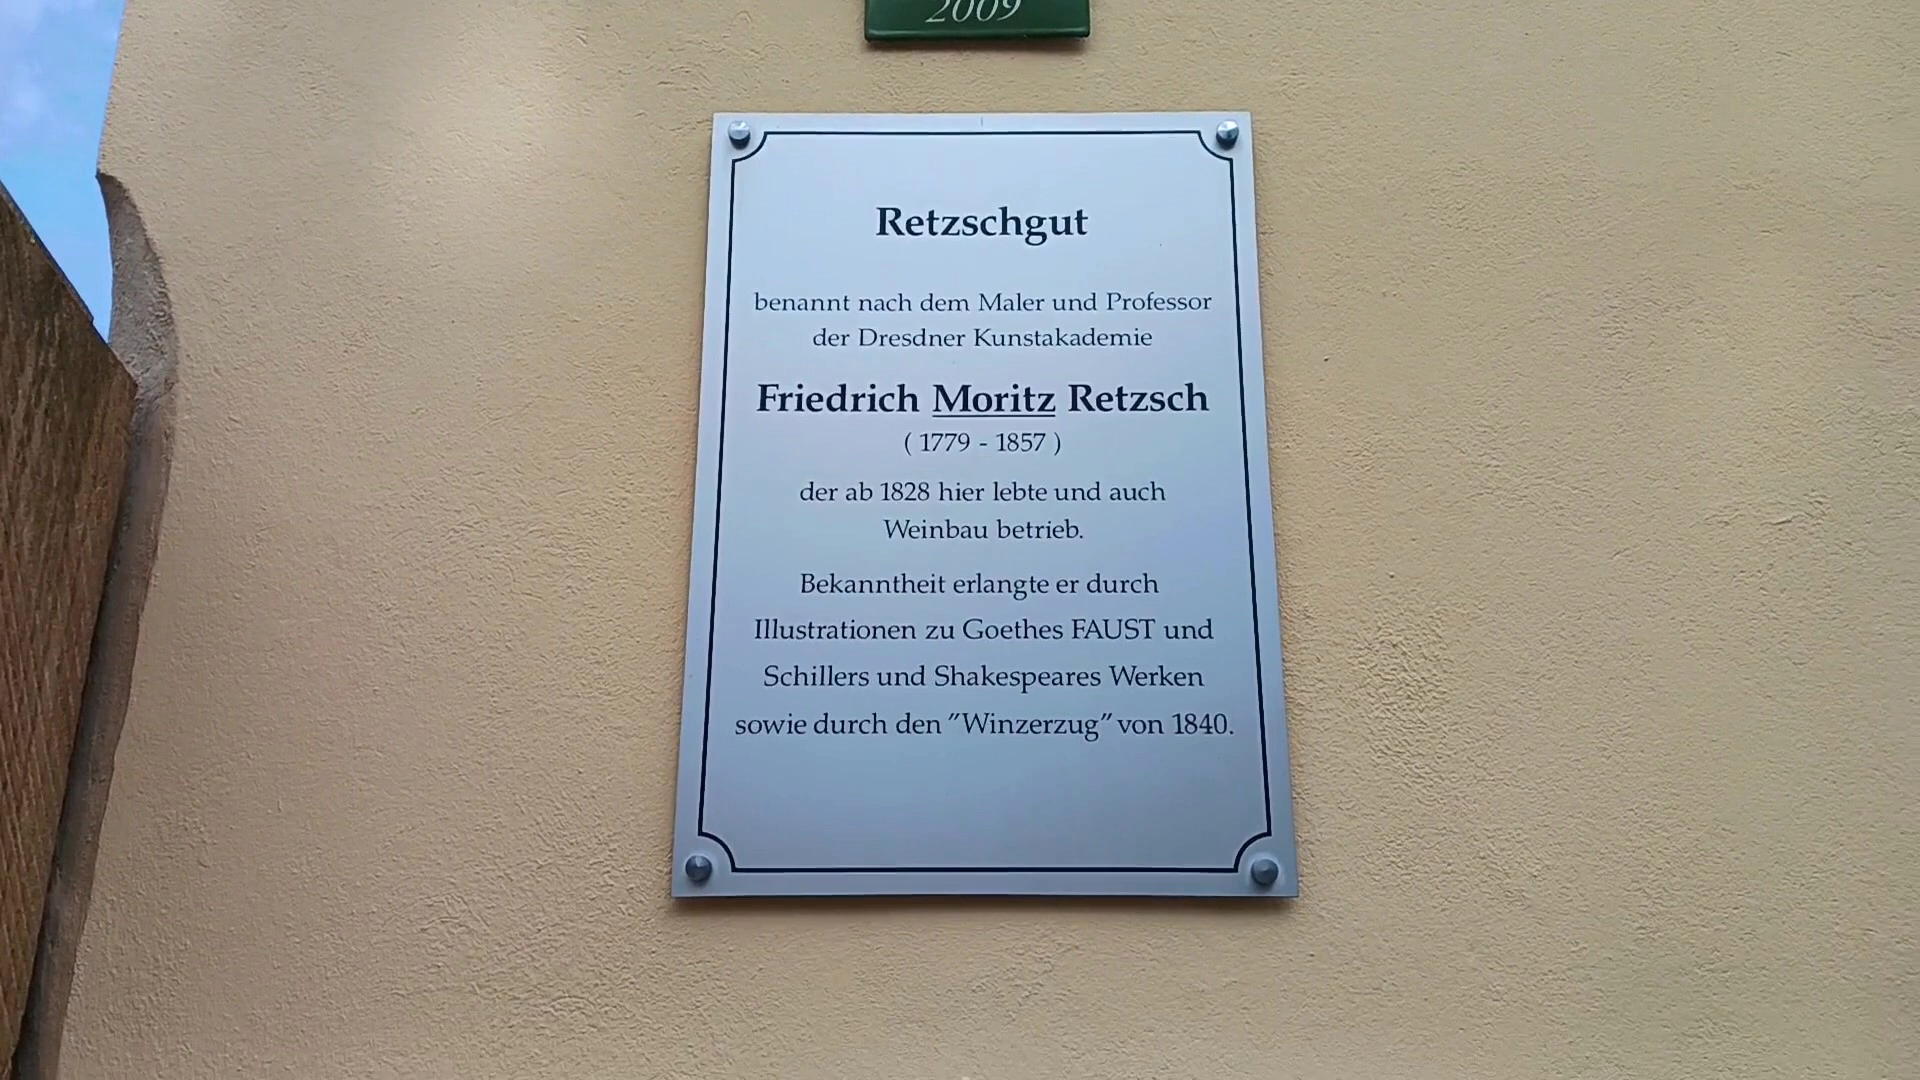 2009
Retzschgut
benannt nach dem Maler und Professor
der Dresdner Kunstakademie
Friedrich Moritz Retzsch
( 1779 - 1857 )
der ab 1828 hier lebte und auch
Weinbau betrieb.
Bekanntheit erlangte er durch
Illustrationen zu Goethes FAUST und
Schillers und Shakespeares Werken
sowie durch den "Winzerzug" von 1840.